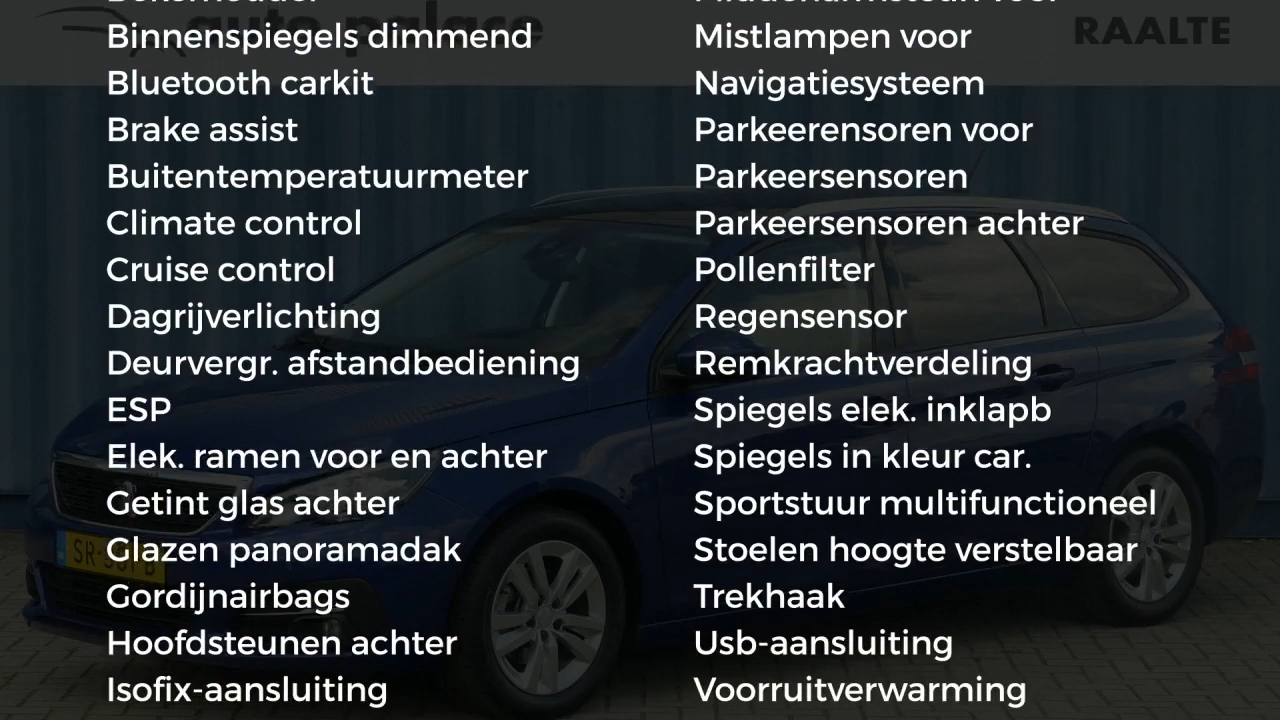 auto palace
RAALTE
Binnenspiegels dimmend
Bluetooth carkit
Brake assist
Buitentemperatuurmeter
Climate control
Cruise control
Dagrijverlichting
Deurvergr. afstandbediening
ESP
Elek. ramen voor en achter
Getint glas achter
Glazen panoramadak
Gordijnairbags
Hoofdsteunen achter
Isofix-aansluiting
Mistlampen voor
Navigatiesysteem
Parkeerensoren voor
Parkeersensoren
Parkeersensoren achter
Pollenfilter
Regensensor
Remkrachtverdeling
Spiegels elek. inklapb
Spiegels in kleur car.
Sportstuur multifunctioneel
Stoelen hoogte verstelbaar
Trekhaak
Usb-aansluiting
Voorruitverwarming